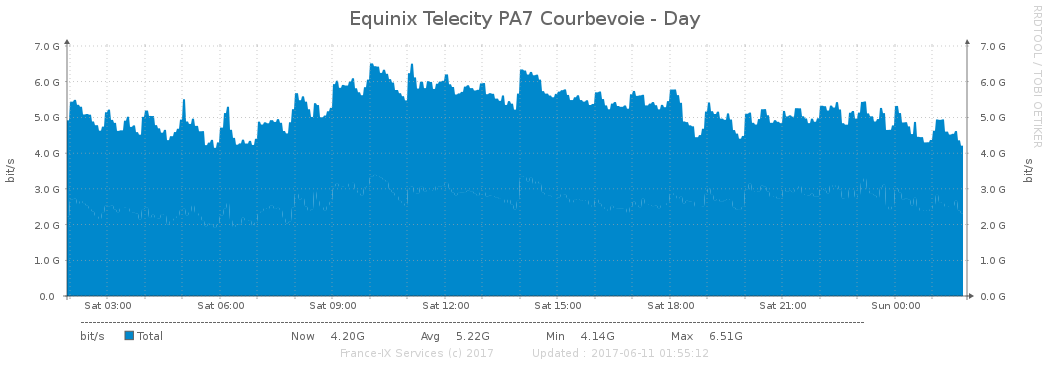 Equinix Telecity PA7 Courbevoie - Day
RRDTOOL / TOBI OETIKER
7.0 G 7.0 G
6.0 G 6.0 G
5.0 G 5.0 G
4.0 G 4.0 G
3.0 G 3.0 G
2.0 G 2.0 G
1.0 G 1.0 G
0.0 0.0 G
bit/s
bit/s
Sat 03:00 Sat 06:00 Sat 09:00 Sat 12:00 Sat 15:00 Sat 18:00 Sat 21:00 Sun 00:00
bit/s Total Now 4.20G Avg 5.22G Min 4.14G Max 6.51G
France-IX Services (c) 2017 Updated : 2017-06-11 01:55:12